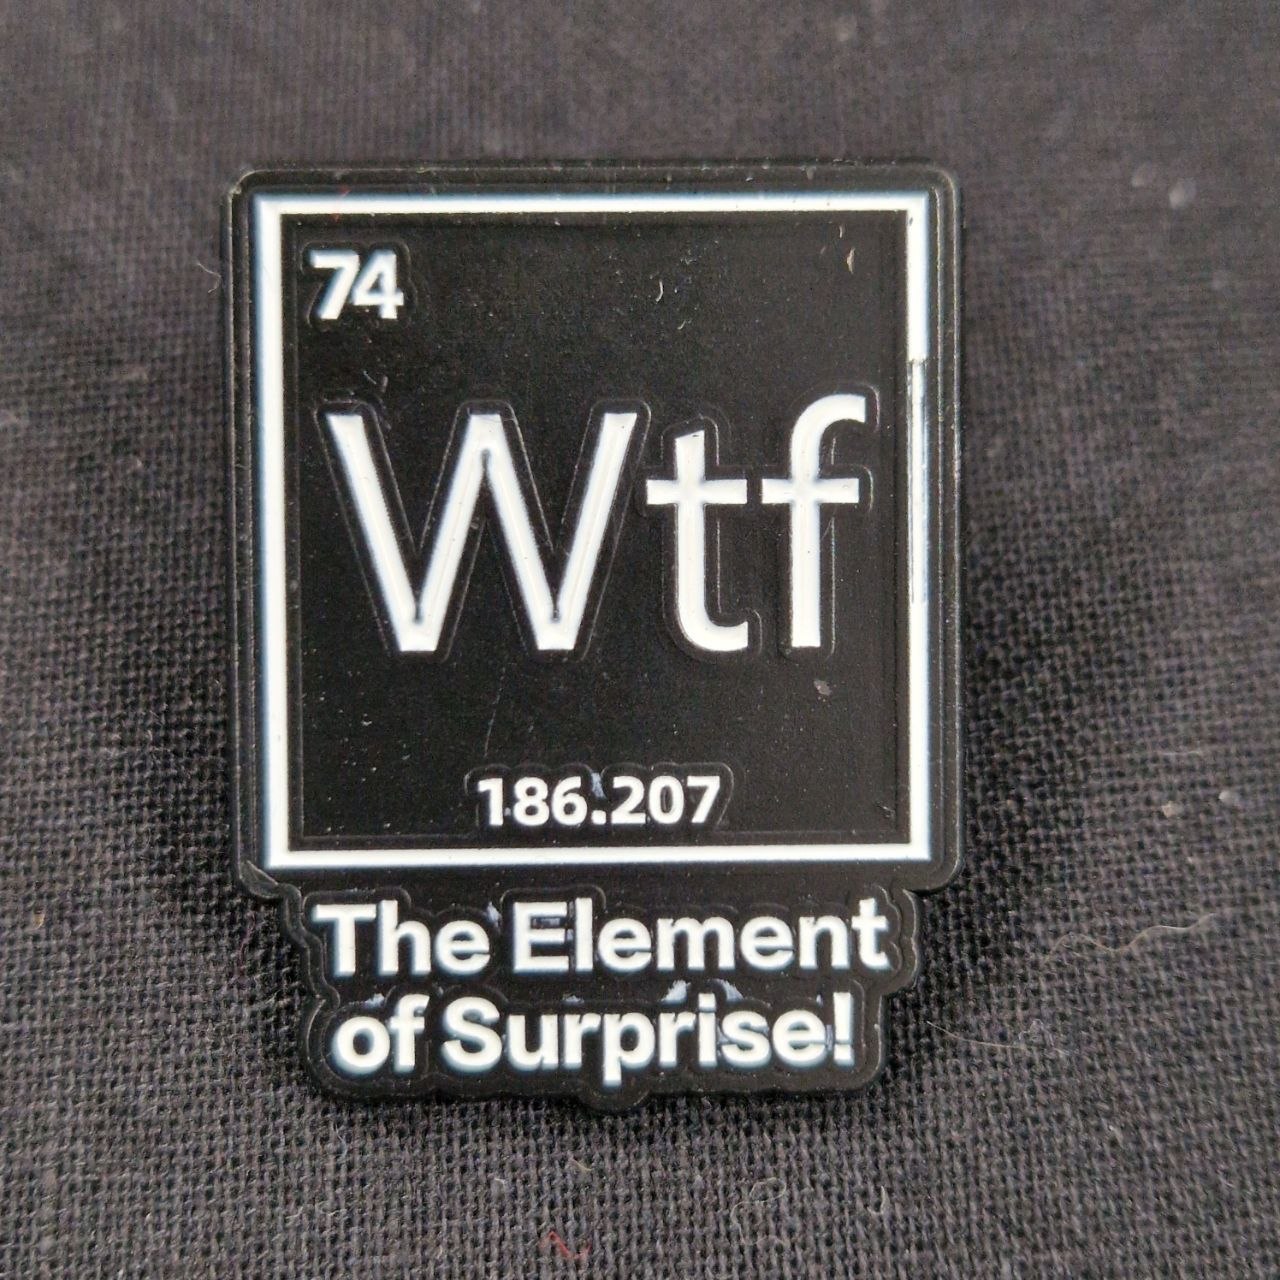 74
Wtf
186.207
The Element
of Surprise!